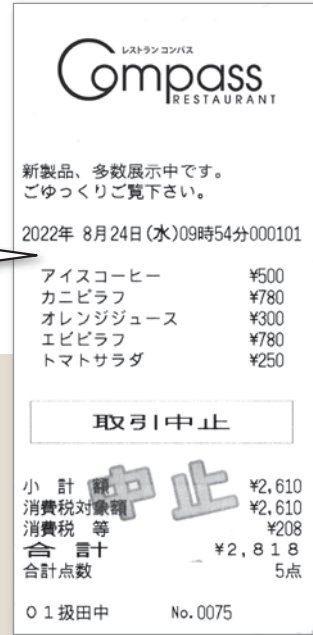 レストラン コンパス
Compass
RESTAURANT
新製品、多数展示中です。
ごゆっくりご覧下さい。
2022年 8月24日(水)09時54分000101
アイスコーヒー ¥500
カニピラフ ¥780
オレンジジュース ¥300
エビピラフ ¥780
トマトサラダ ¥250
取引中止
中止
小 計 額 ¥2,610
消費税対象額 ¥2,610
消費税 等 ¥208
合 計 ¥2,818
合計点数 5点
01扱田中 No.0075